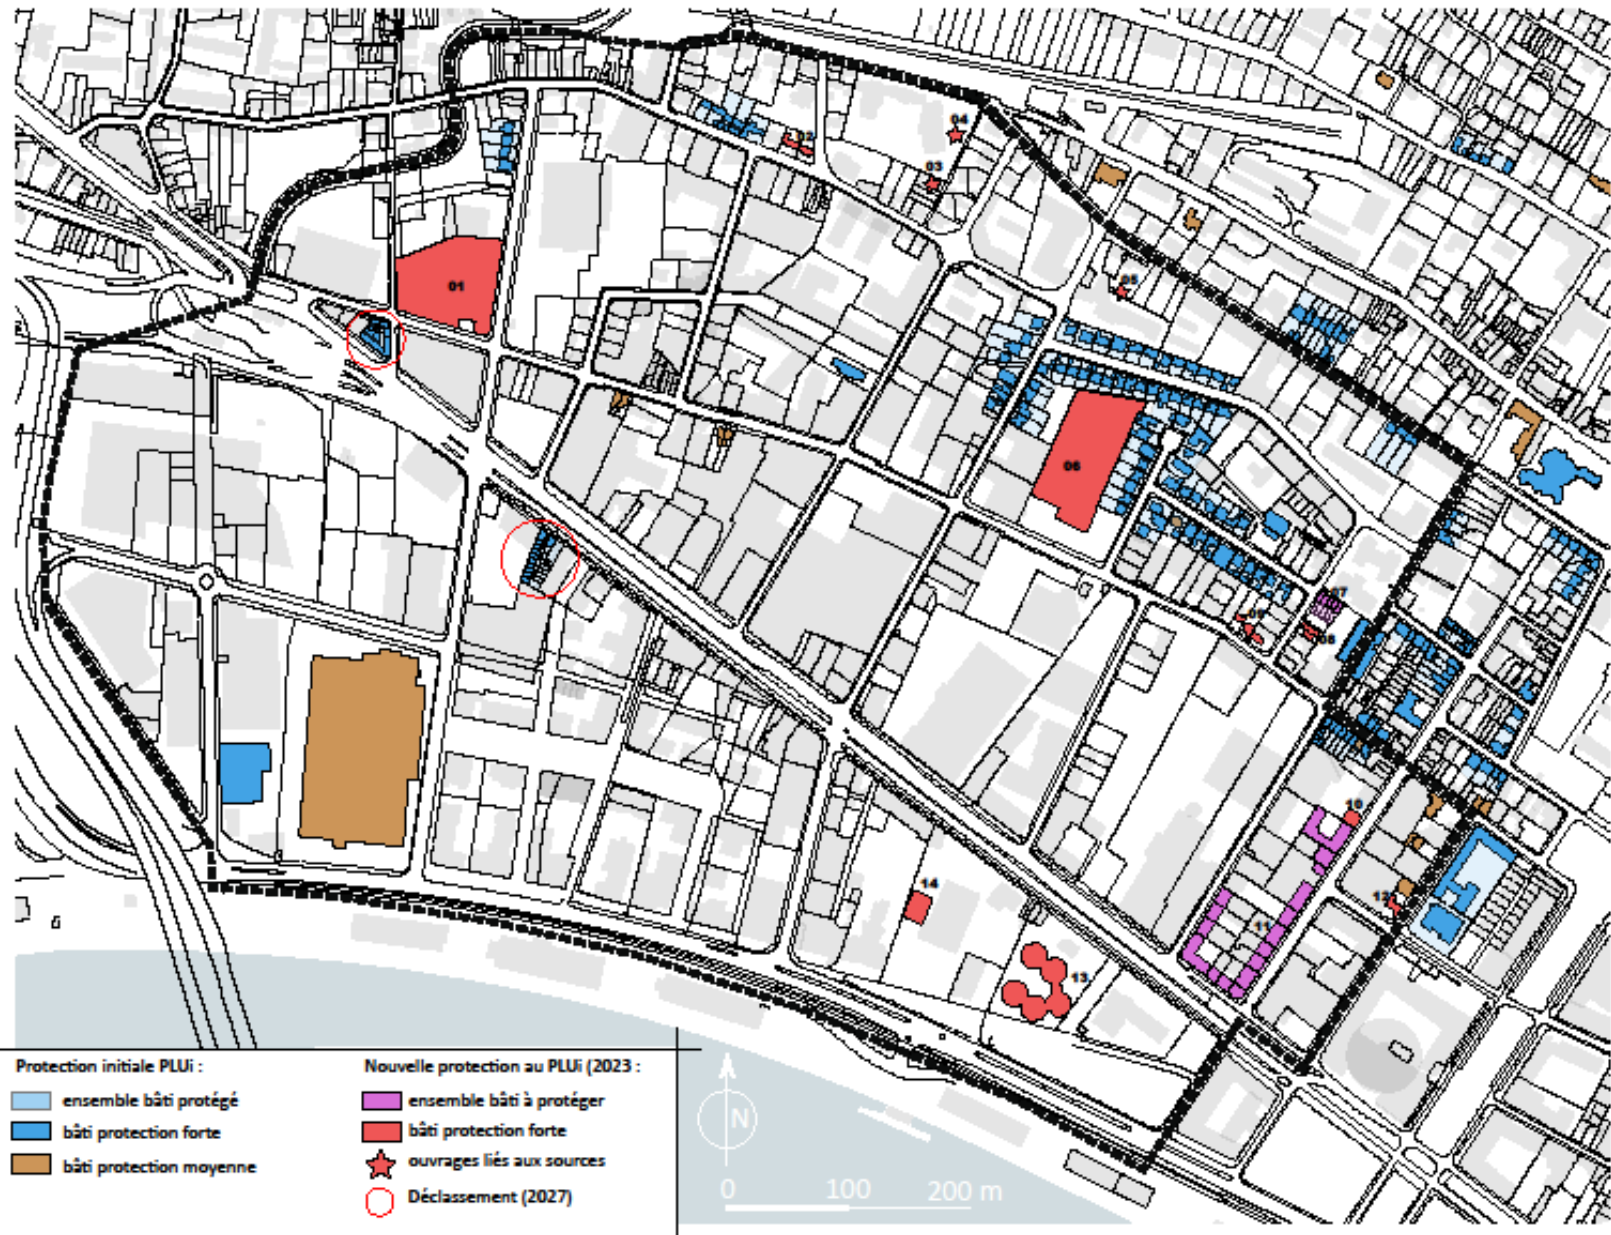 04
02
03
05
01
06
07
09
08
10
14
12
11
13
Protection initiale PLUi :
ensemble bâti protégé
bâti protection forte
bâti protection moyenne
Nouvelle protection au PLUi (2023 :
ensemble bâti à protéger
bâti protection forte
ouvrages liés aux sources
Déclassement (2027)
N
0 100 200 m